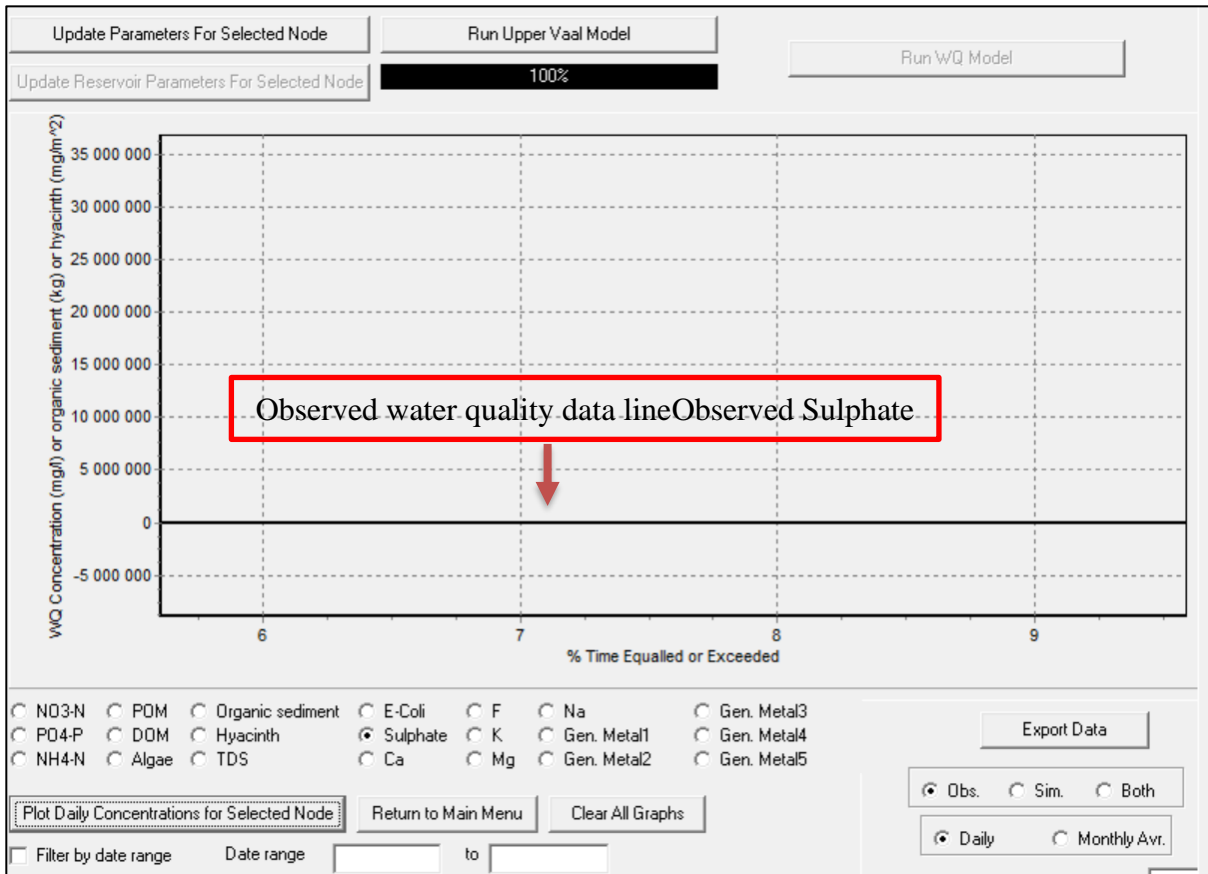 Update Parameters For Selected Node
Run Upper Vaal Model
Run WQ Model
Update Reservoir Parameters For Selected Node
100%
WQ Concentration (mg/l) or organic sediment (kg) or hyacinth (mg/m^2)
35 000 000
30 000 000
25 000 000
20 000 000
15 000 000
10 000 000
5 000 000
0
-5 000 000
Observed water quality data lineObserved Sulphate
6 7 8 9
% Time Equalled or Exceeded
NO3-N POM Organic sediment E-Coli F Na Gen. Metal3
PO4-P DOM Hyacinth Sulphate K Gen. Metal1 Gen. Metal4
NH4-N Algae TDS Ca Mg Gen. Metal2 Gen. Metal5
Export Data
Obs. Sim. Both
Plot Daily Concentrations for Selected Node Return to Main Menu Clear All Graphs
Daily Monthly Avr.
Filter by date range Date range to